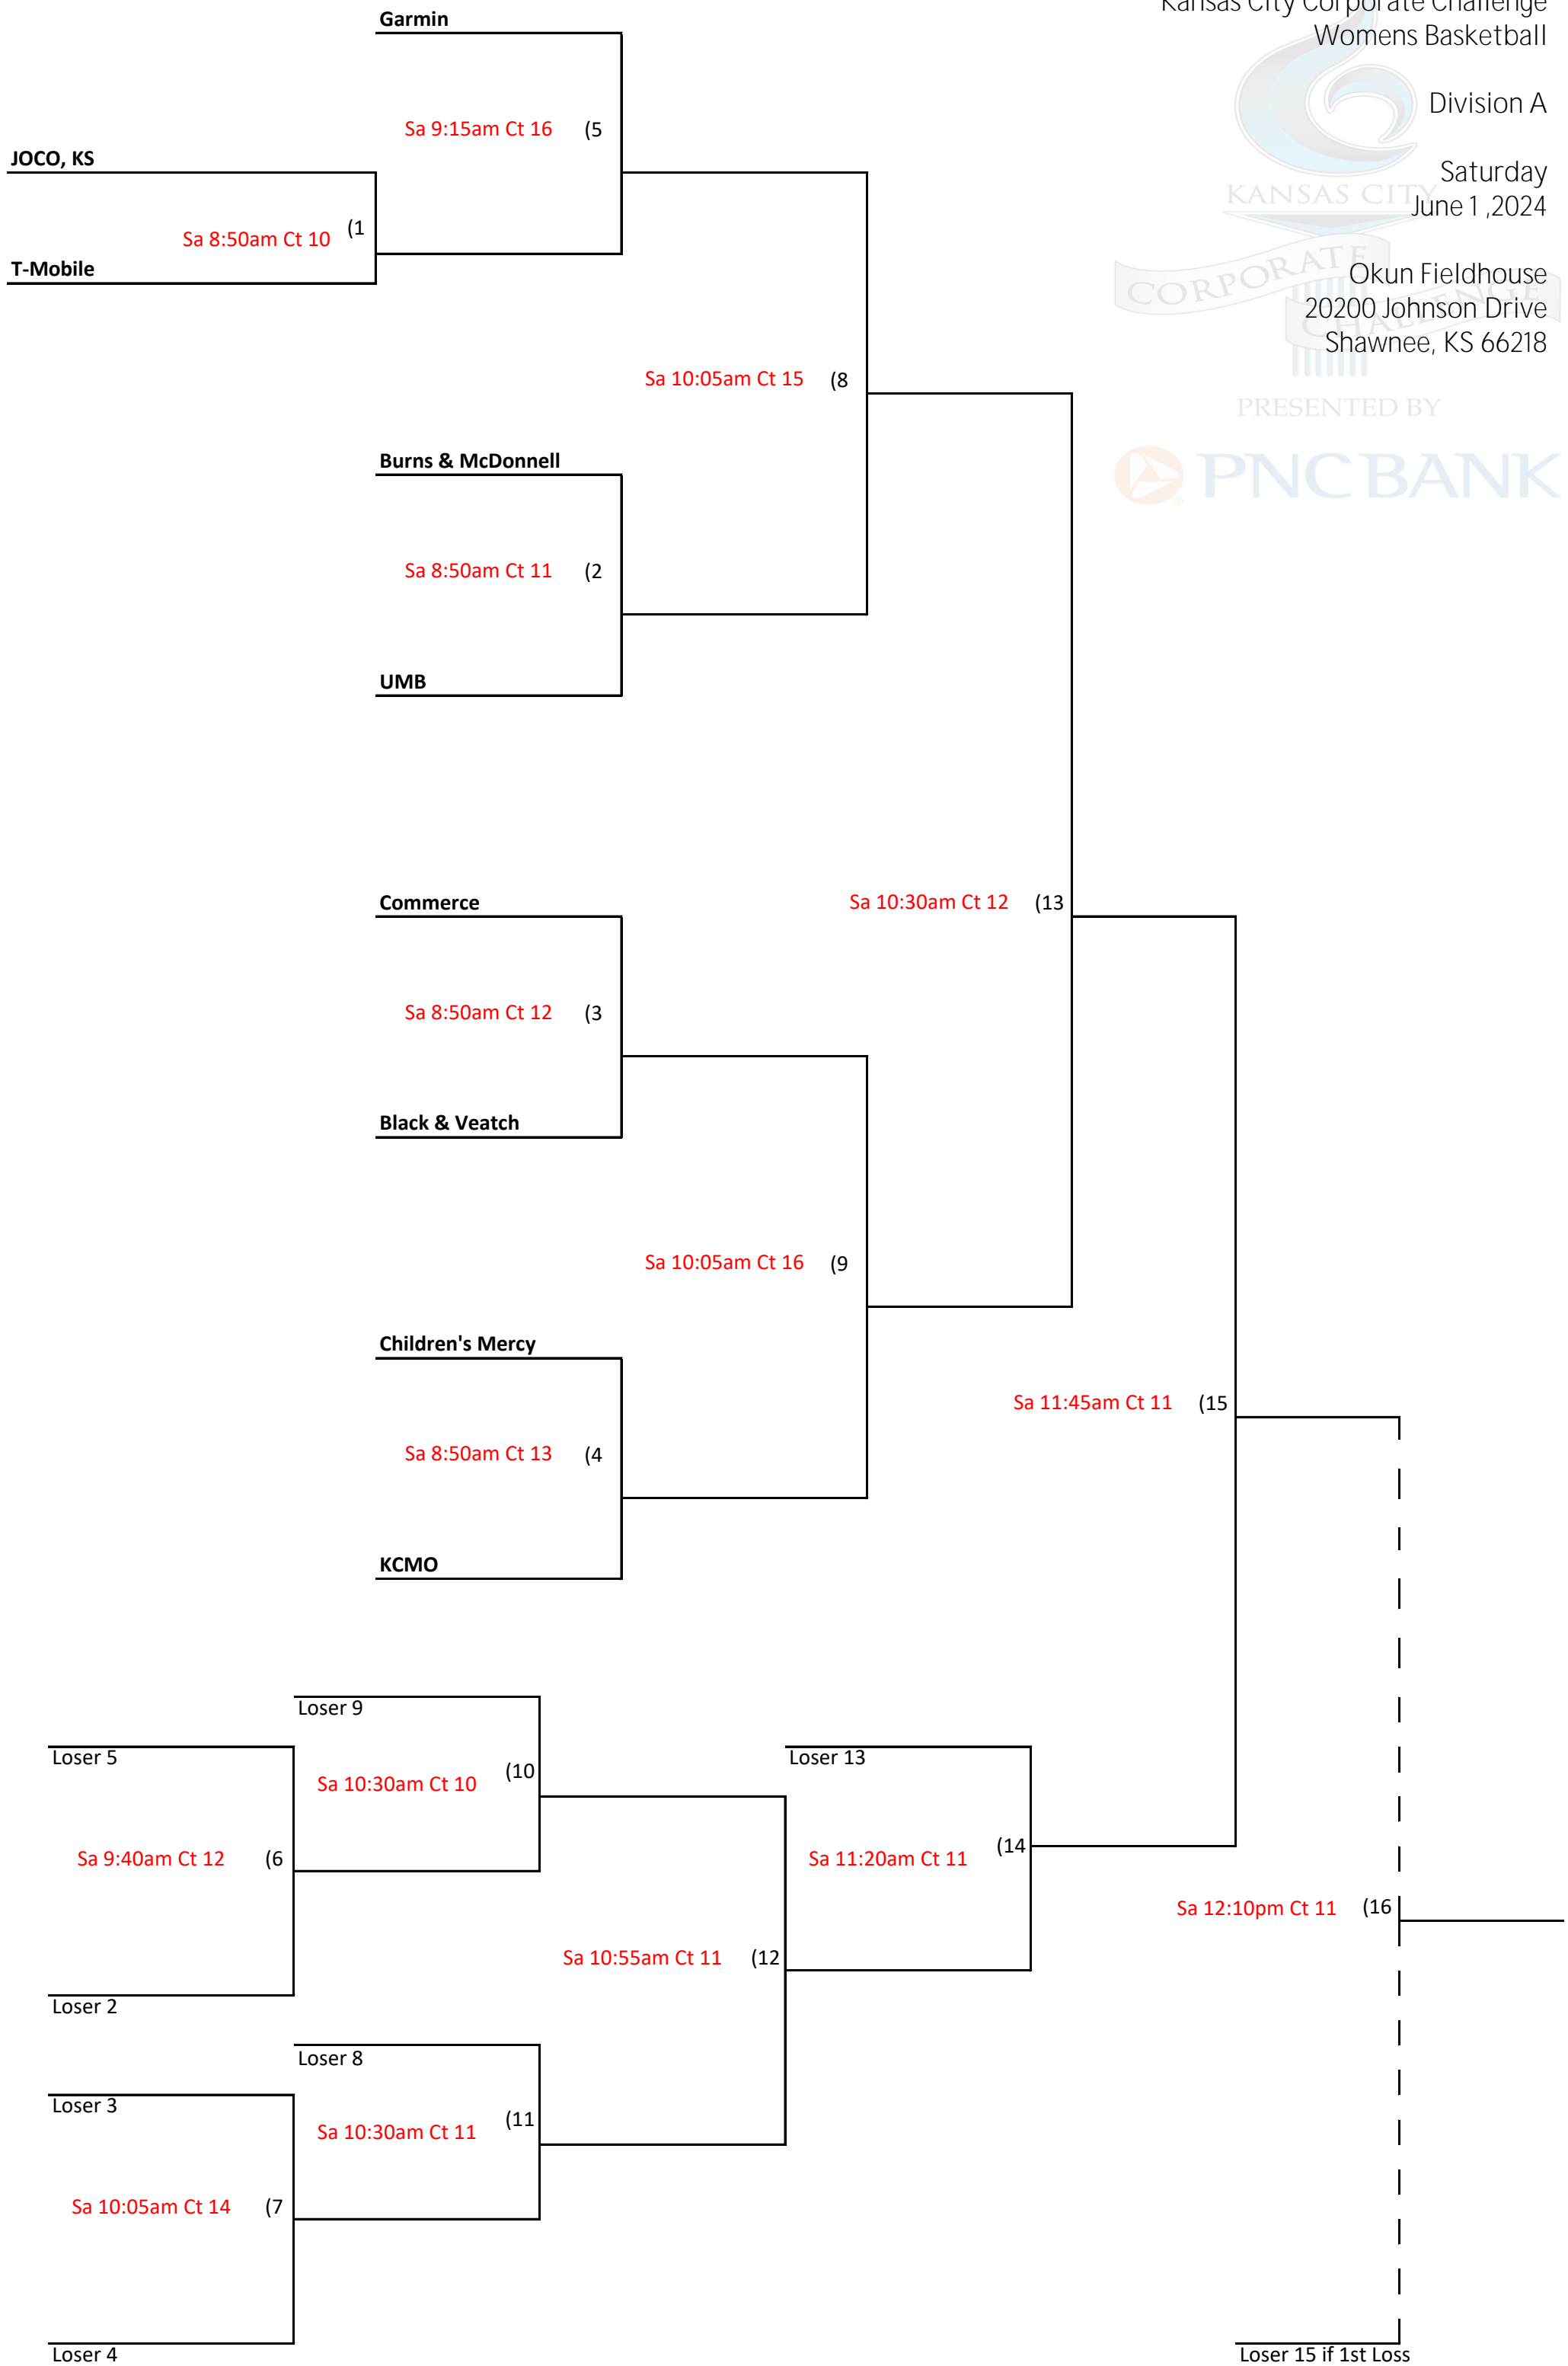 Kansas City Corporate Challenge
Womens Basketball
Division A
Saturday
June 1 ,2024
Okun Fieldhouse
20200 Johnson Drive
Shawnee, KS 66218
KANSAS CITY
CORPORATE
CHALLENGE
PRESENTED BY
PNC BANK
Garmin
Sa 9:15am Ct 16 (5
JOCO, KS
Sa 8:50am Ct 10 (1
T-Mobile
Sa 10:05am Ct 15 (8
Burns & McDonnell
Sa 8:50am Ct 11 (2
UMB
Commerce
Sa 10:30am Ct 12 (13
Sa 8:50am Ct 12 (3
Black & Veatch
Sa 10:05am Ct 16 (9
Children's Mercy
Sa 11:45am Ct 11 (15
Sa 8:50am Ct 13 (4
KCMO
Loser 9
Loser 5
Loser 13
Sa 10:30am Ct 10 (10
Sa 9:40am Ct 12 (6
Sa 11:20am Ct 11 (14
Sa 12:10pm Ct 11 (16
Sa 10:55am Ct 11 (12
Loser 2
Loser 8
Loser 3
Sa 10:30am Ct 11 (11
Sa 10:05am Ct 14 (7
Loser 4
Loser 15 if 1st Loss